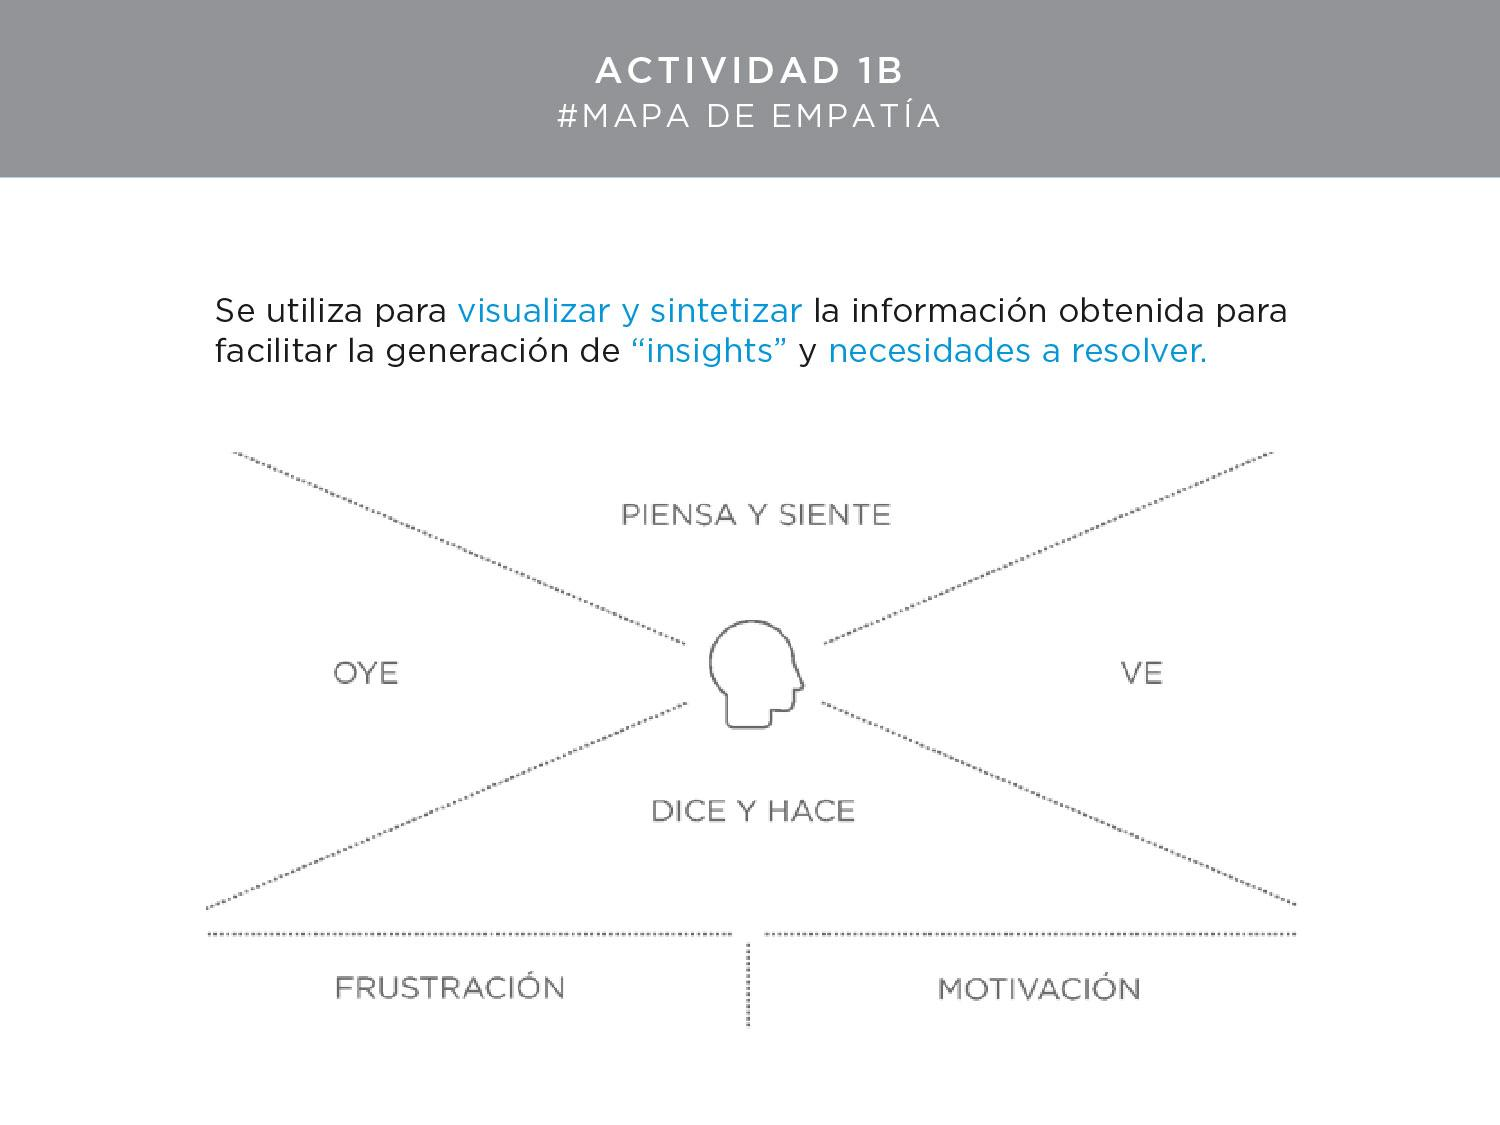 ACTIVIDAD 1B
#MAPA DE EMPATÍA
Se utiliza para visualizar y sintetizar la información obtenida para
facilitar la generación de “insights” y necesidades a resolver.
PIENSA Y SIENTE
OYE
VE
DICE Y HACE
FRUSTRACIÓN
MOTIVACIÓN